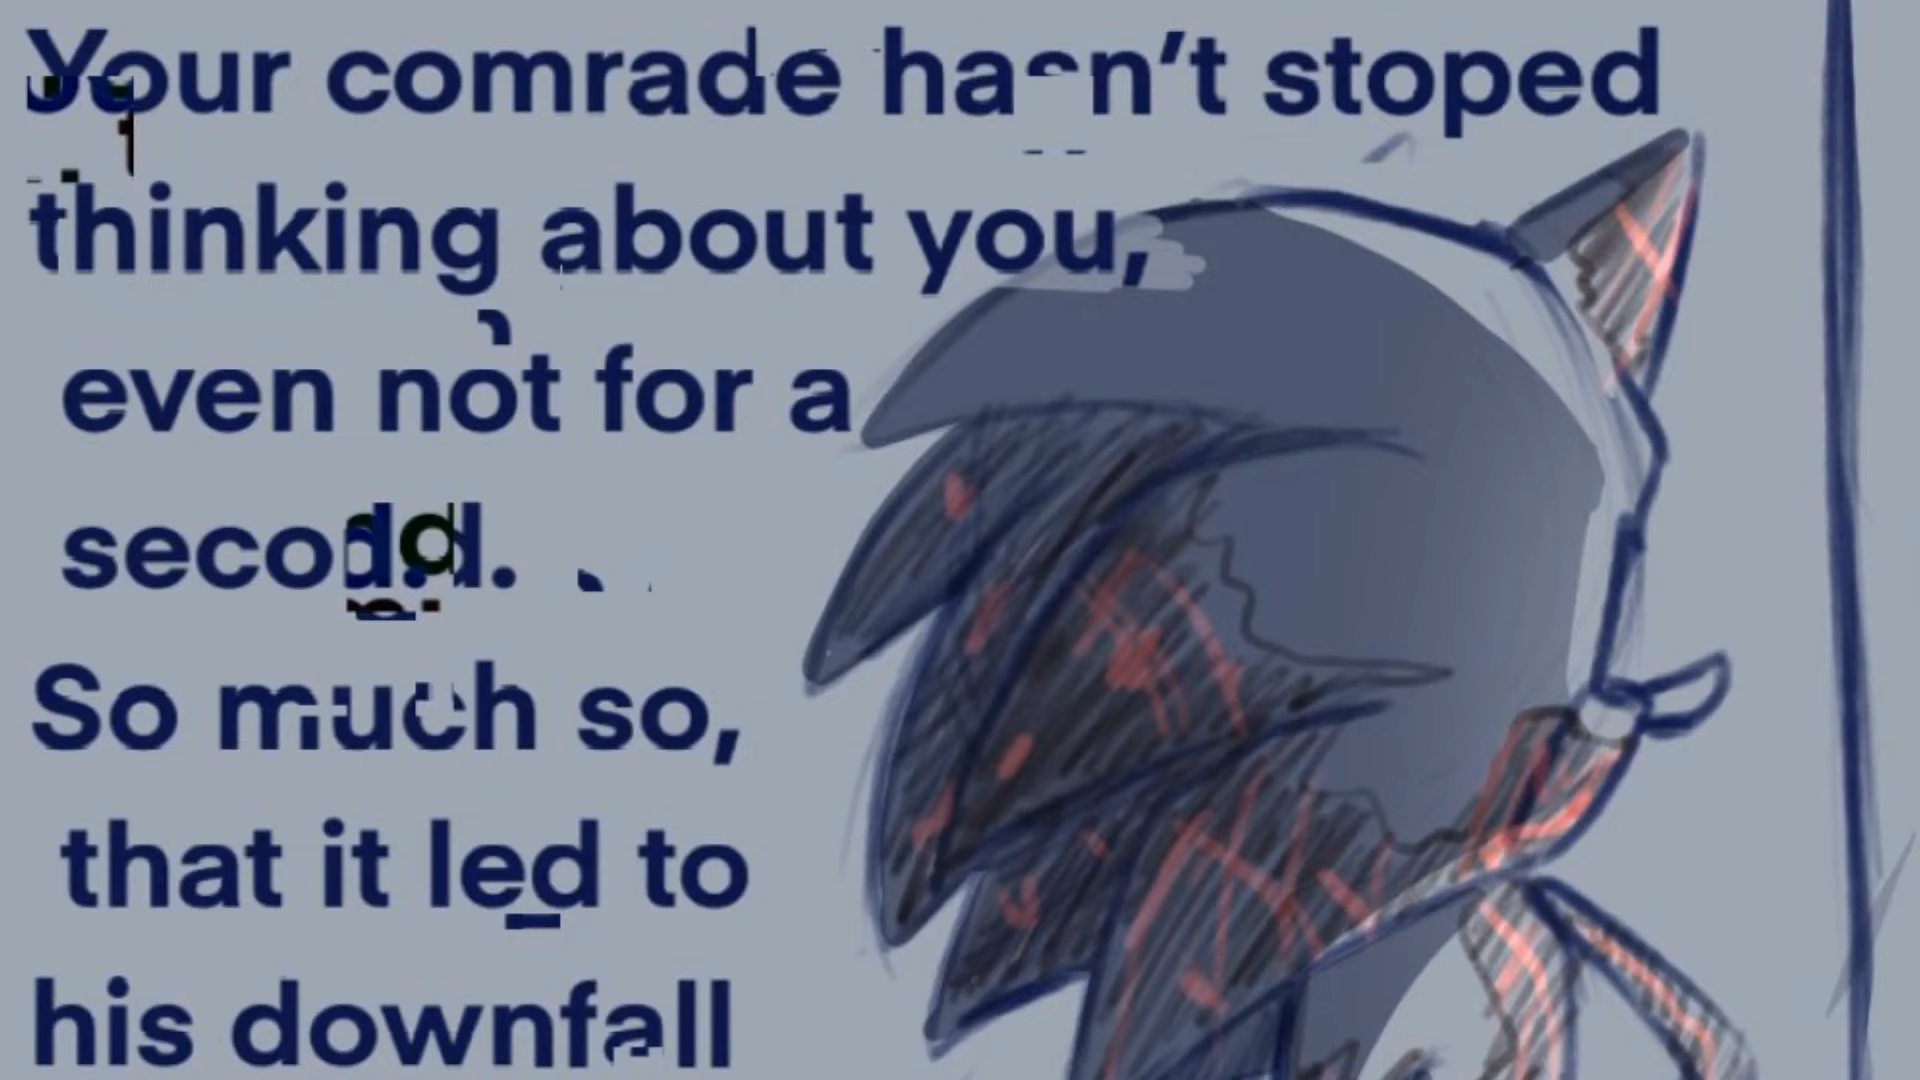 Your comrade hasn't stoped
thinking about you,
even not for a
second.
So much so,
that it led to
his downfall